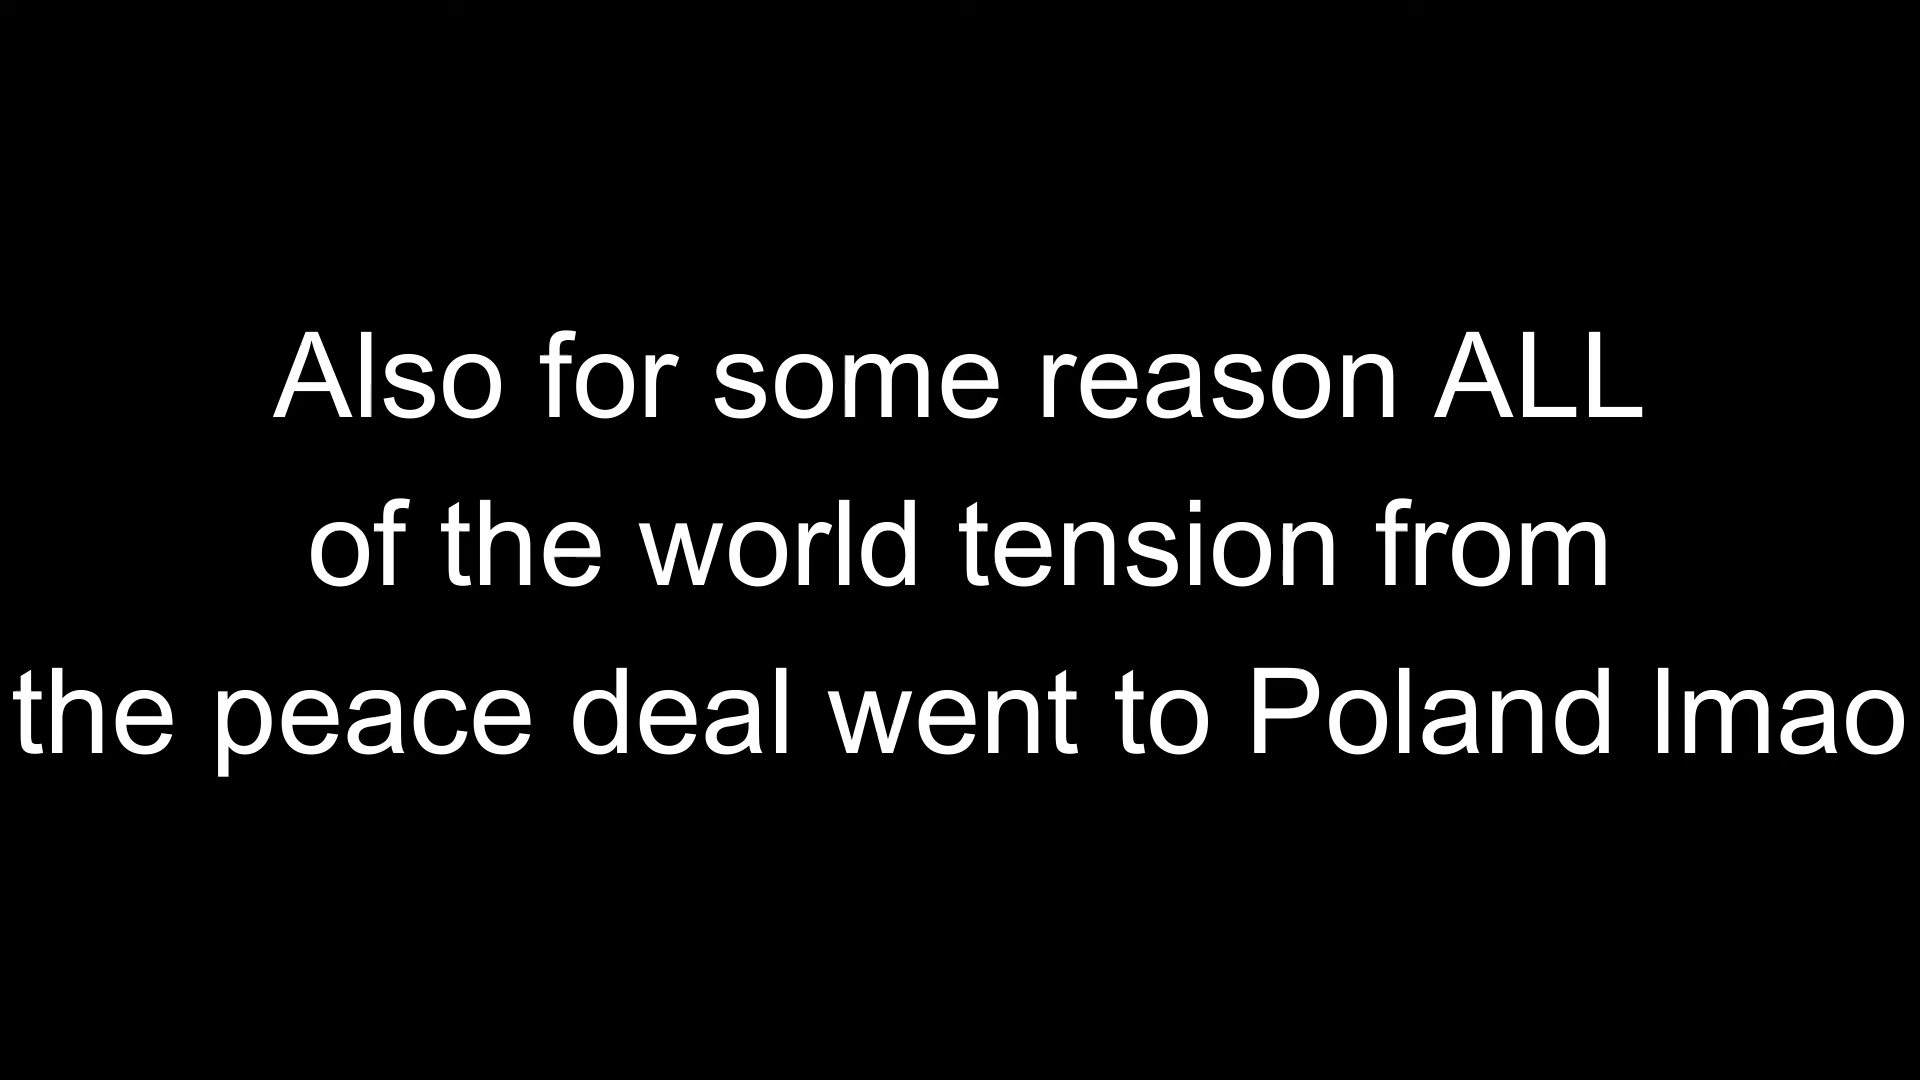 Also for some reason ALL
of the world tension from
the peace deal went to Poland lmao